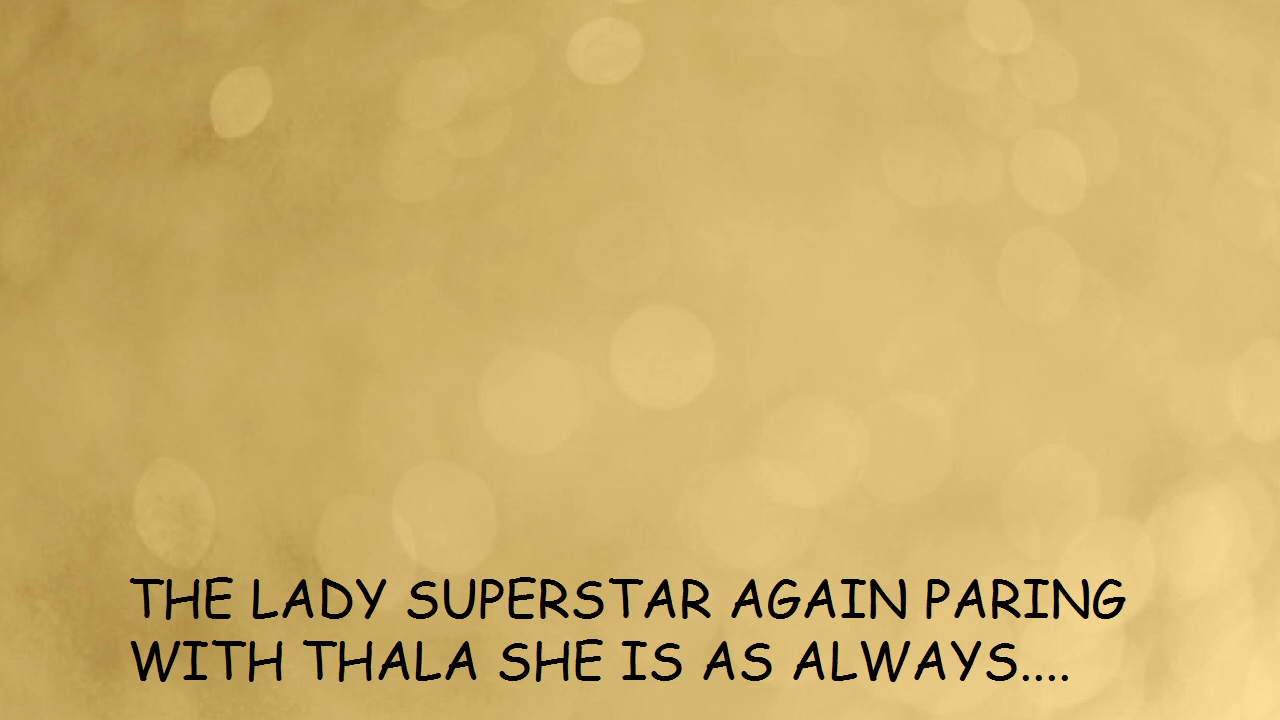 THE LADY SUPERSTAR AGAIN PARING
WITH THALA SHE IS AS ALWAYS....